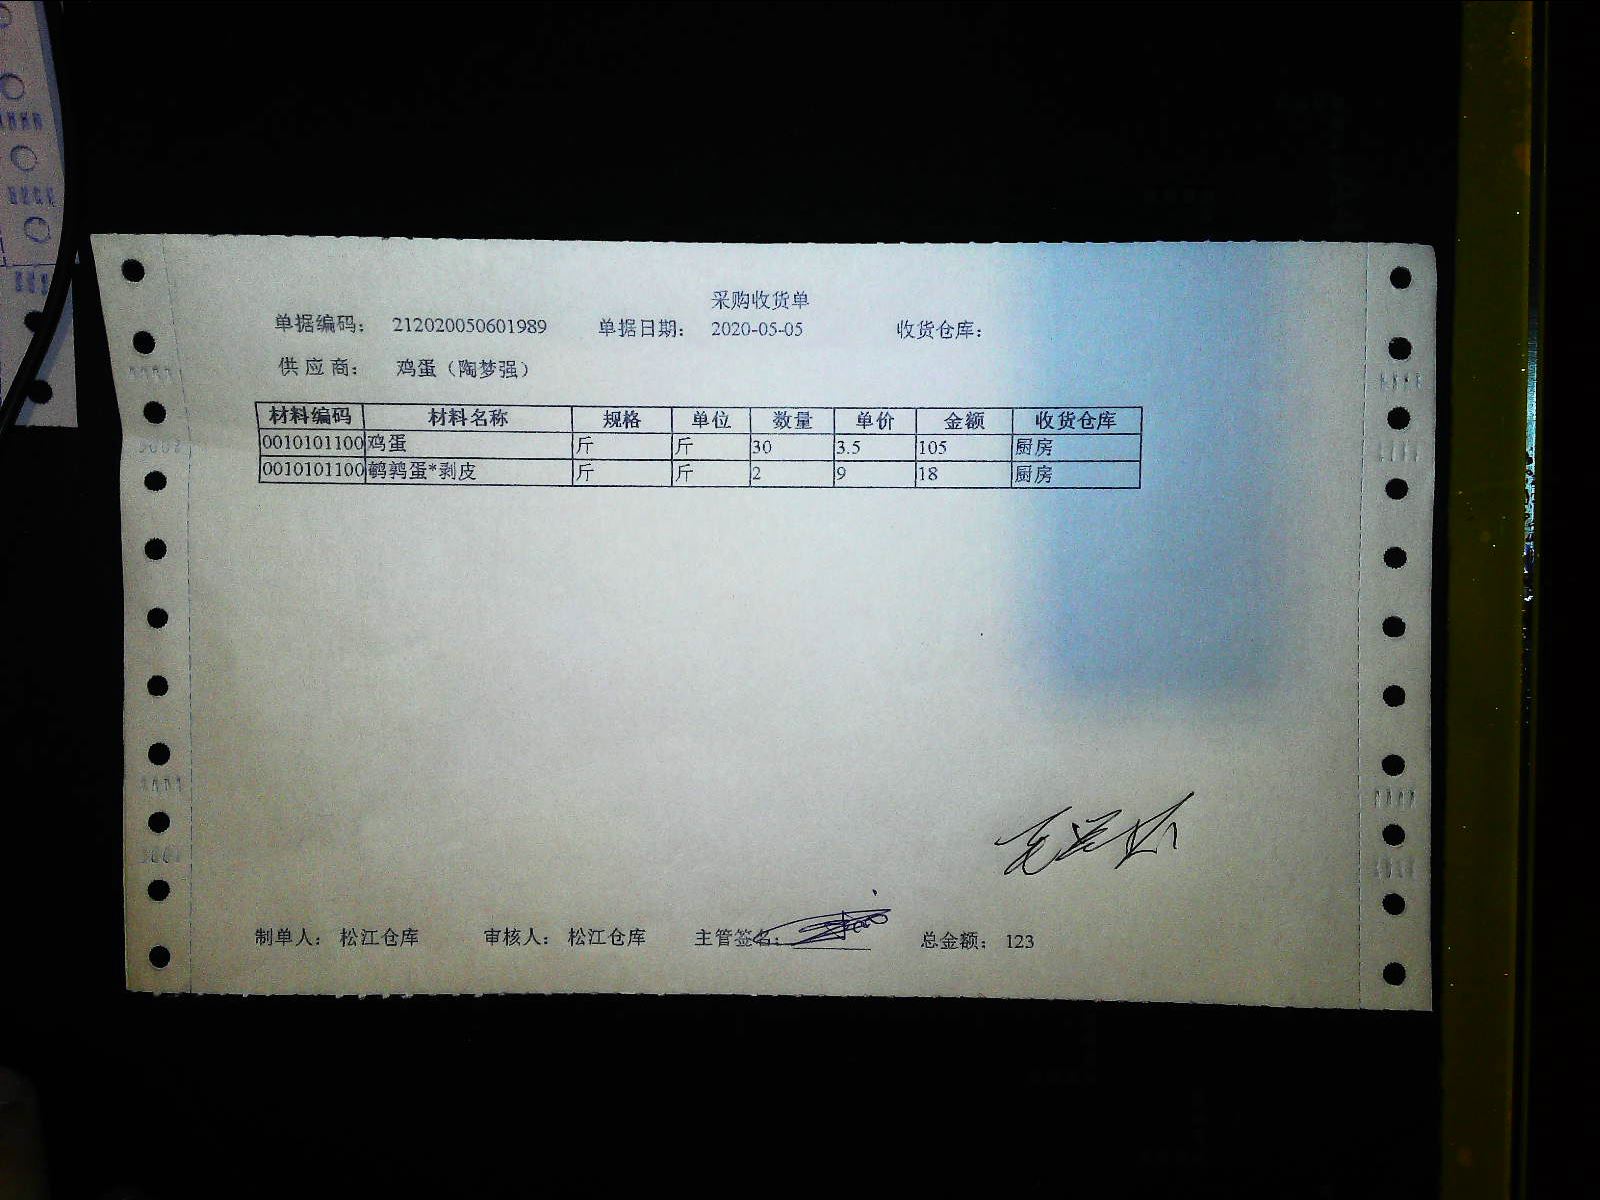 采购收货单
单据编码： 212020050601989 单据日期： 2020-05-05 收货仓库：
供应商： 鸡蛋（陶梦强）
材料编码 材料名称 规格 单位 数量 单价 金额 收货仓库
0010101100 鸡蛋 斤 斤 30 3.5 105 厨房
0010101100 鹌鹑蛋*剥皮 斤 斤 2 9 18 厨房
制单人： 松江仓库 审核人： 松江仓库 主管签名： 总金额： 123